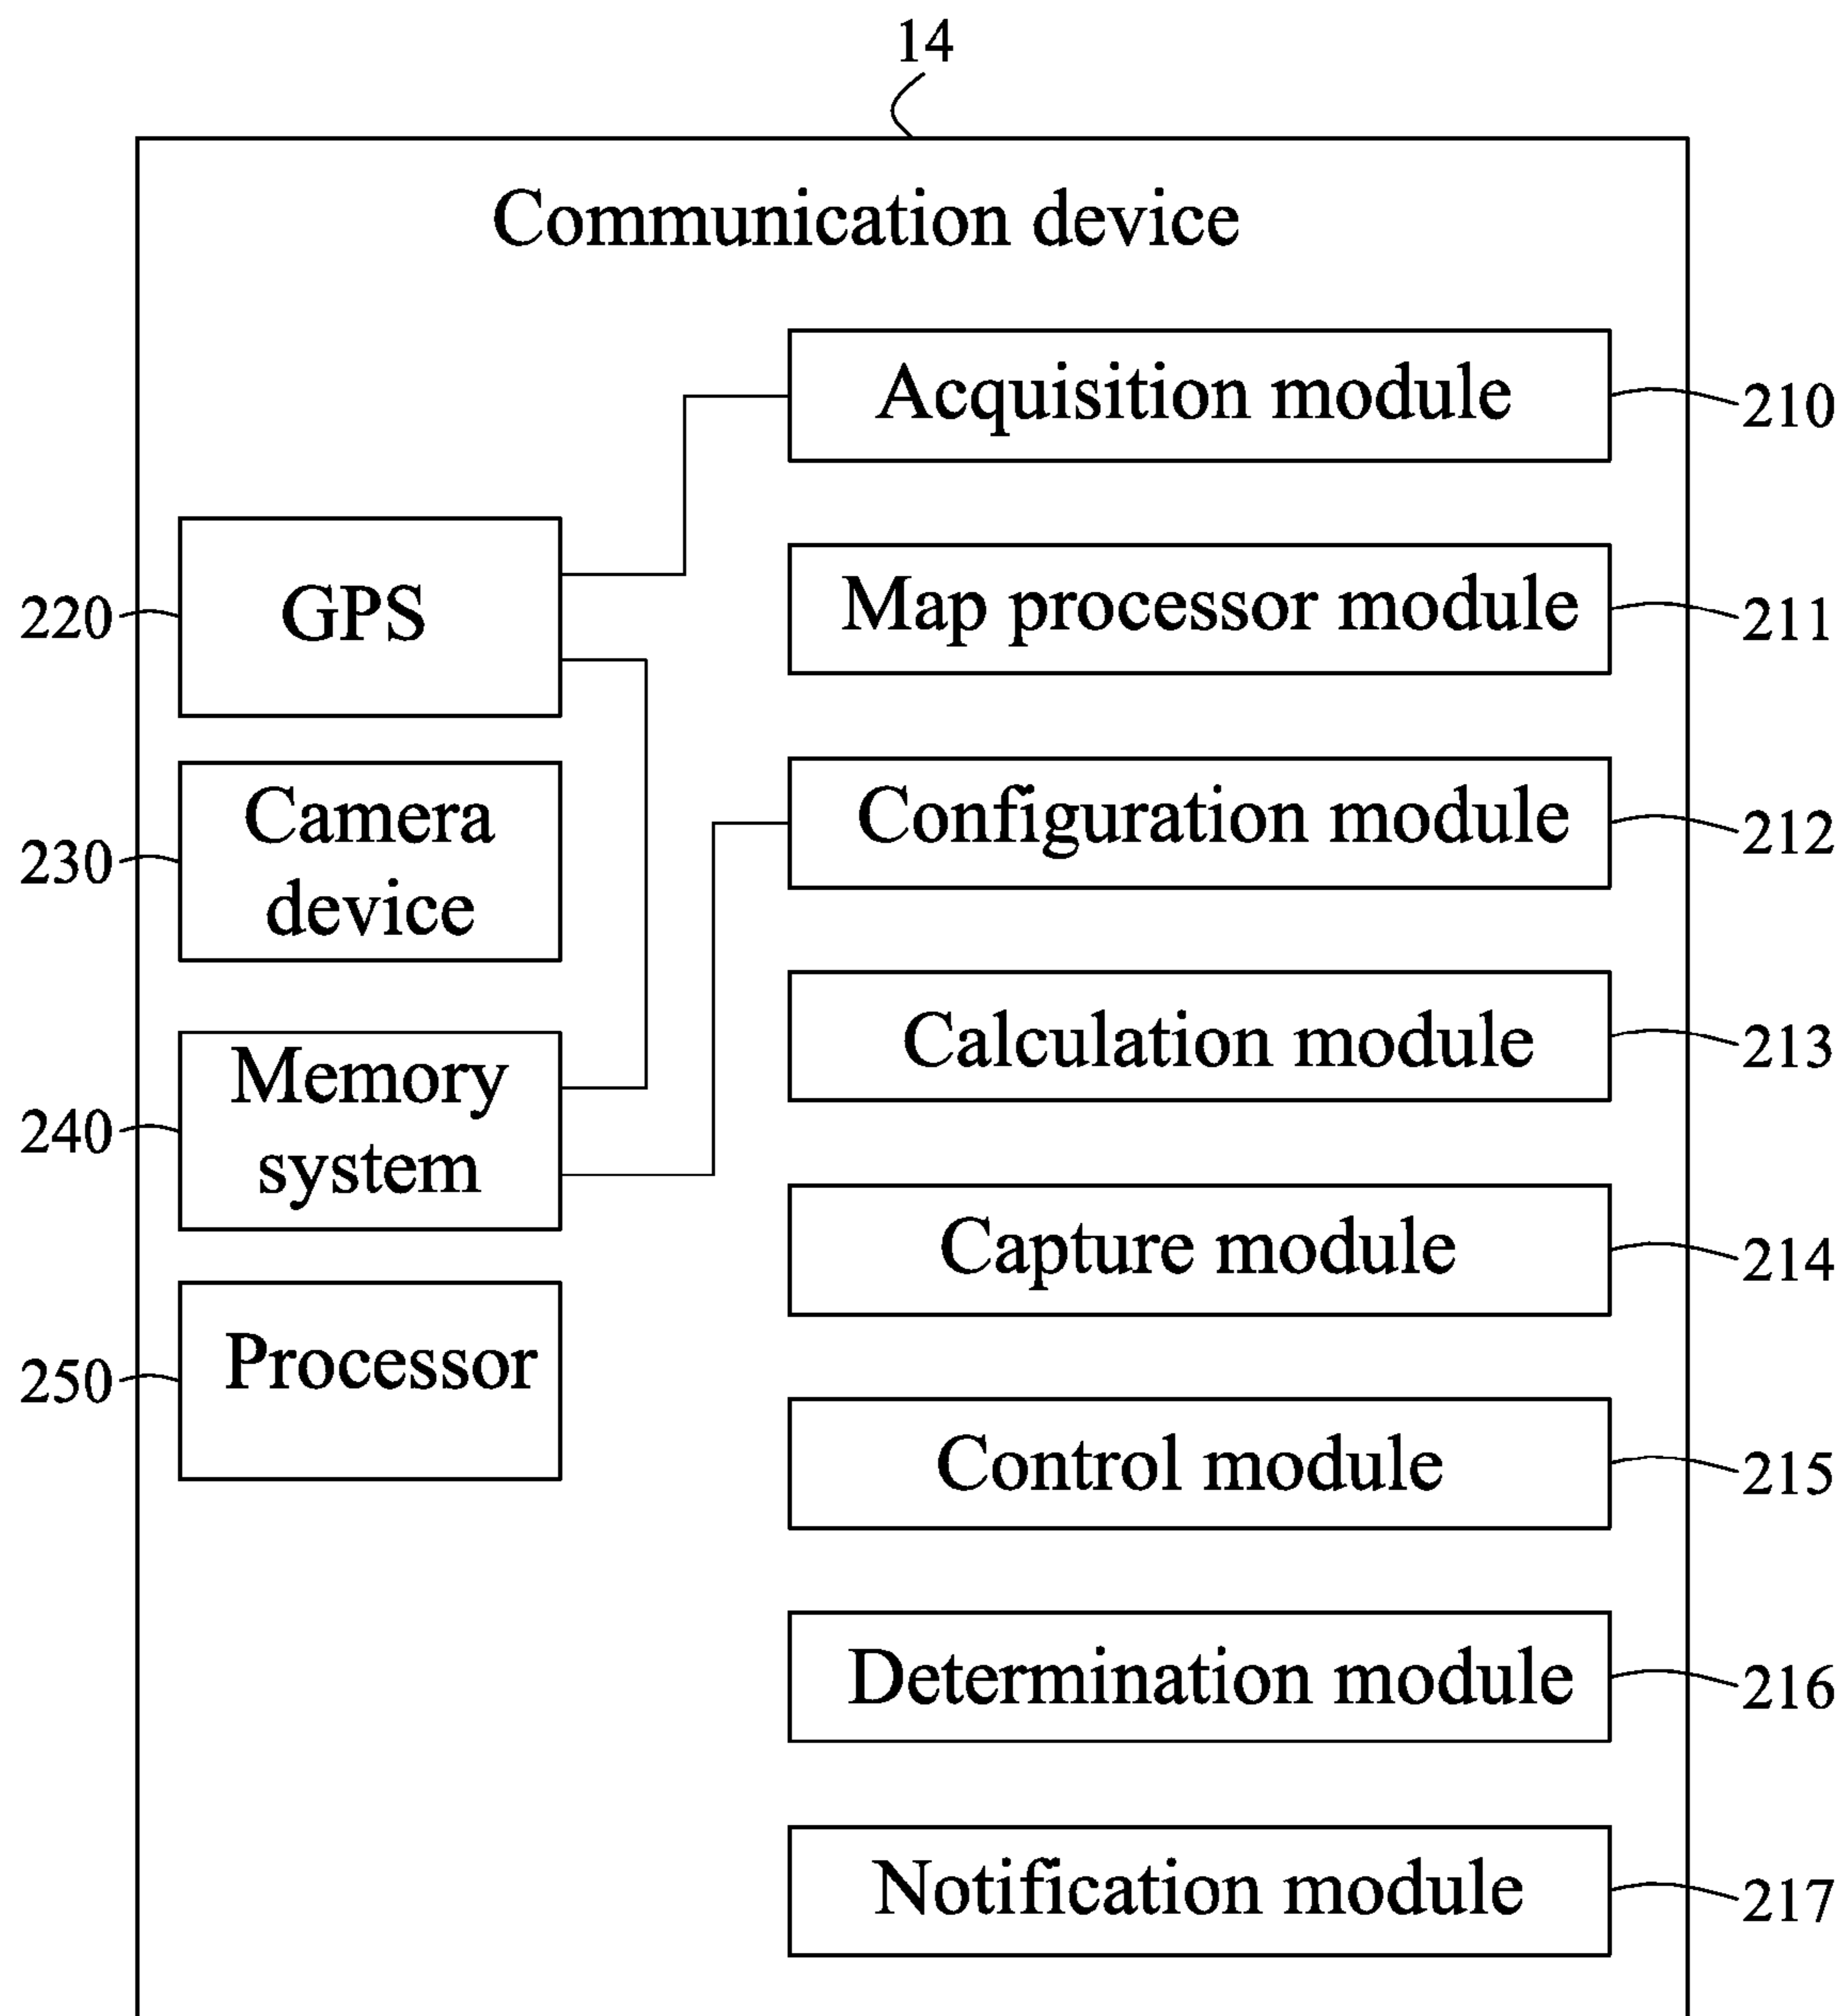 14
Communication device
Acquisition module
210
GPS
220
Map processor module
211
Camera
device
230
Configuration module
212
Memory
system
240
Calculation module
213
Capture module
214
Processor
250
Control module
215
Determination module
216
Notification module
217